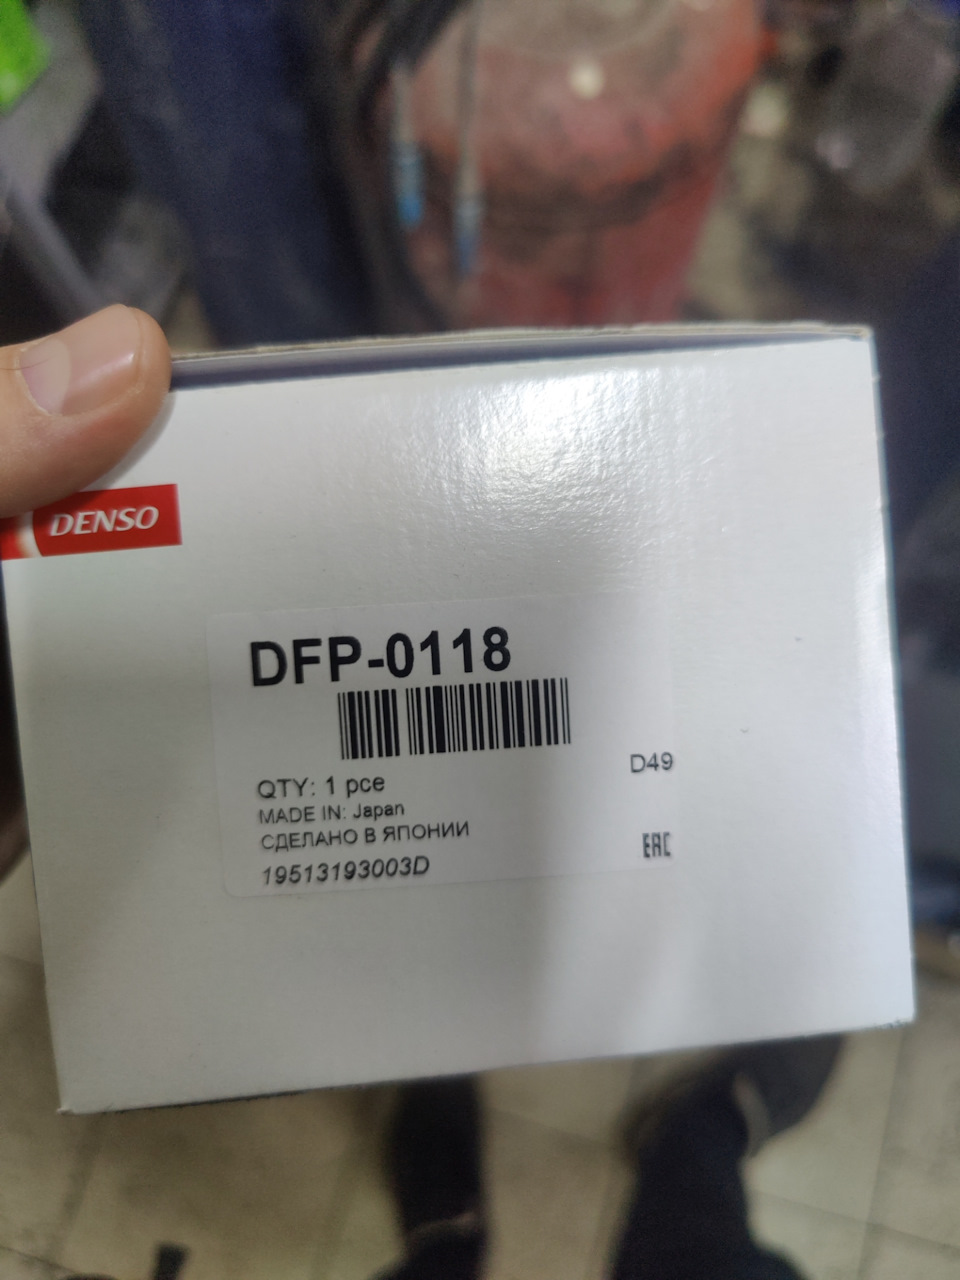 DENSO
DFP-0118
QTY: 1 pce
D49
MADE IN: Japan
СДЕЛАНО В ЯПОНИИ
EAC
19513193003D